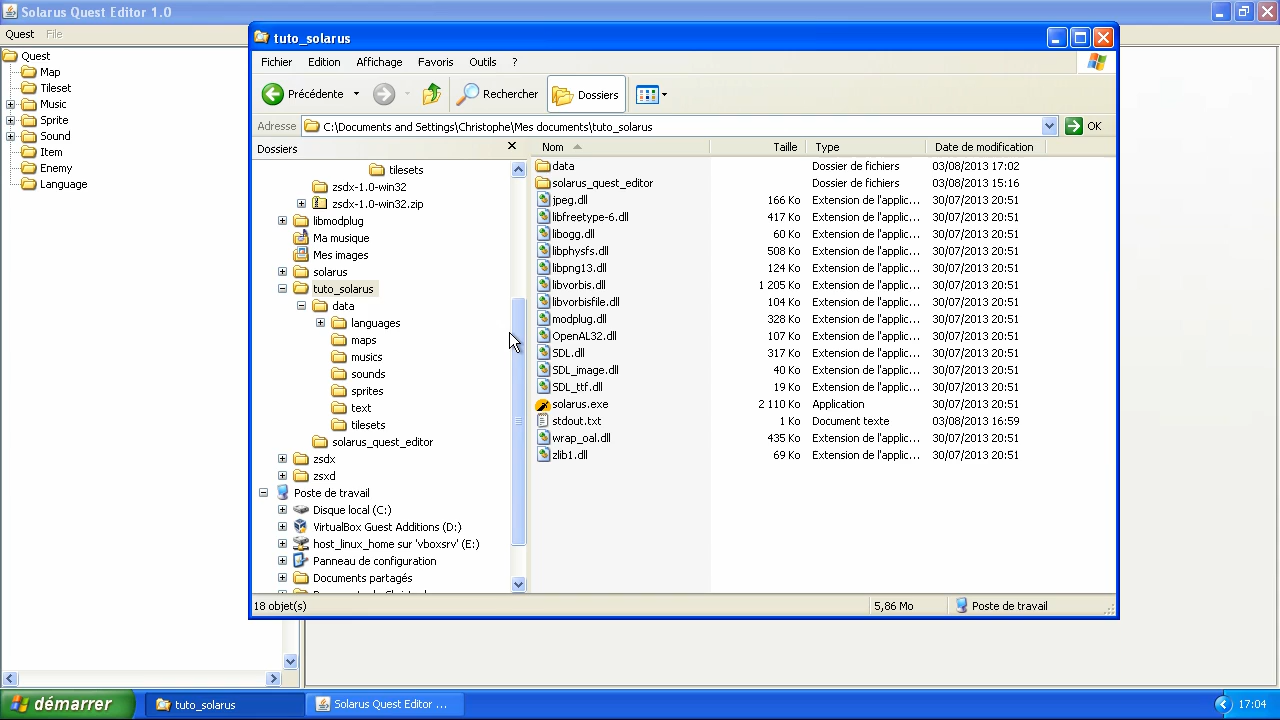 Solarus Quest Editor 1.0
Quest File
Quest
Map
Tileset
Music
Sprite
Sound
Item
Enemy
Language
tuto_solarus
Fichier Edition Affichage Favoris Outils ?
Précédente Rechercher Dossiers
Adresse C:\Documents and Settings\Christophe\Mes documents\tuto_solarus OK
Dossiers
tilesets
zsdx-1.0-win32
zsdx-1.0-win32.zip
libmodplug
Ma musique
Mes images
solarus
tuto_solarus
data
languages
maps
musics
sounds
sprites
text
tilesets
solarus_quest_editor
zsdx
zsxd
Poste de travail
Disque local (C:)
VirtualBox Guest Additions (D:)
host_linux_home sur 'vboxsrv' (E:)
Panneau de configuration
Documents partagés
Nom Taille Type Date de modification
data Dossier de fichiers 03/08/2013 17:02
solarus_quest_editor Dossier de fichiers 03/08/2013 15:16
jpeg.dll 166 Ko Extension de l'applic... 30/07/2013 20:51
libfreetype-6.dll 417 Ko Extension de l'applic... 30/07/2013 20:51
libogg.dll 60 Ko Extension de l'applic... 30/07/2013 20:51
libphysfs.dll 508 Ko Extension de l'applic... 30/07/2013 20:51
libpng13.dll 124 Ko Extension de l'applic... 30/07/2013 20:51
libvorbis.dll 1 205 Ko Extension de l'applic... 30/07/2013 20:51
libvorbisfile.dll 104 Ko Extension de l'applic... 30/07/2013 20:51
modplug.dll 328 Ko Extension de l'applic... 30/07/2013 20:51
OpenAL32.dll 107 Ko Extension de l'applic... 30/07/2013 20:51
SDL.dll 317 Ko Extension de l'applic... 30/07/2013 20:51
SDL_image.dll 40 Ko Extension de l'applic... 30/07/2013 20:51
SDL_ttf.dll 19 Ko Extension de l'applic... 30/07/2013 20:51
solarus.exe 2 110 Ko Application 30/07/2013 20:51
stdout.txt 1 Ko Document texte 03/08/2013 16:59
wrap_oal.dll 435 Ko Extension de l'applic... 30/07/2013 20:51
zlib1.dll 69 Ko Extension de l'applic... 30/07/2013 20:51
18 objet(s) 5,86 Mo Poste de travail
démarrer tuto_solarus Solarus Quest Editor ... 17:04